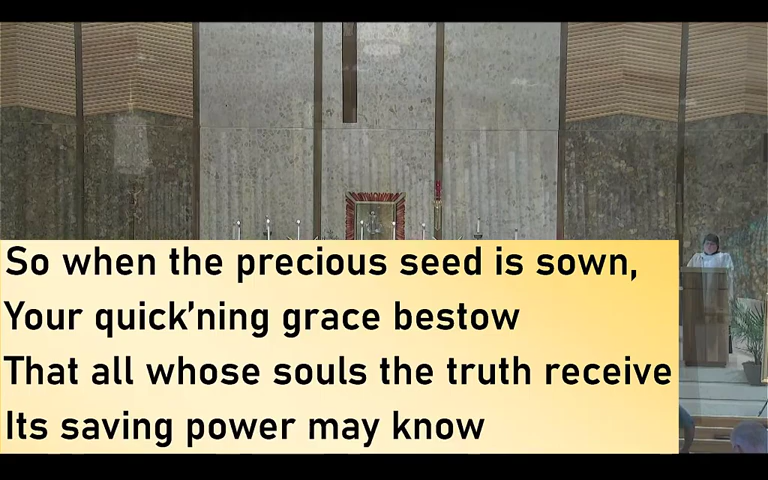 So when the precious seed is sown,
Your quick’ning grace bestow
That all whose souls the truth receive
Its saving power may know